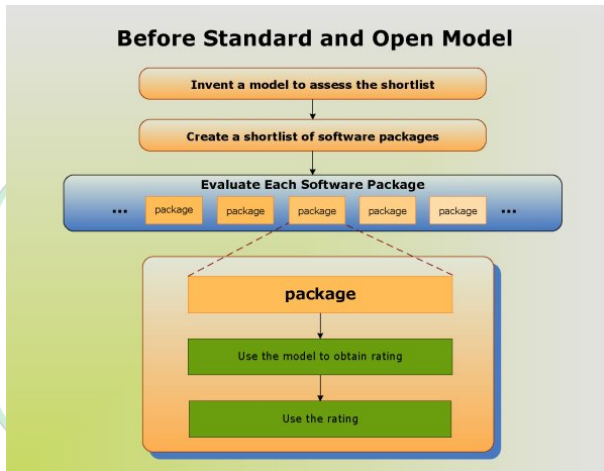 Before Standard and Open Model
Invent a model to assess the shortlist
Create a shortlist of software packages
Evaluate Each Software Package
... package package package package package ...
package
Use the model to obtain rating
Use the rating